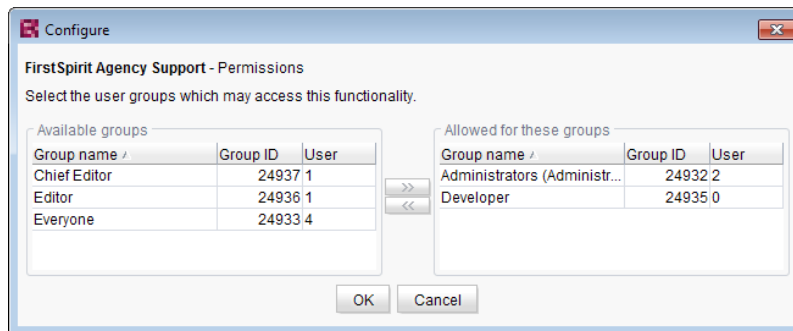 Configure
FirstSpirit Agency Support - Permissions
Select the user groups which may access this functionality.
Available groups
Group name Group ID User
Chief Editor 24937 1
Editor 24936 1
Everyone 24933 4
>>
<<
Allowed for these groups
Group name Group ID User
Administrators (Administr... 24932 2
Developer 24935 0
OK Cancel